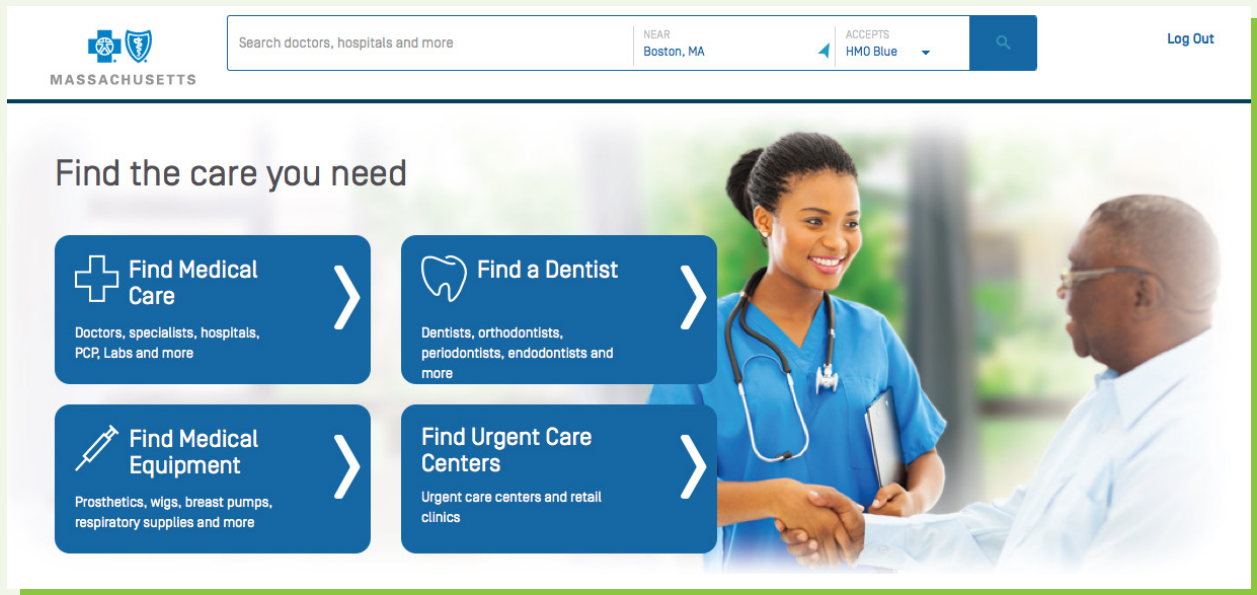 MASSACHUSETTS
Search doctors, hospitals and more
NEAR
Boston, MA
ACCEPTS
HMO Blue
Log Out
Find the care you need
Find Medical
Care
Doctors, specialists, hospitals,
PCP, Labs and more
Find a Dentist
Dentists, orthodontists,
periodontists, endodontists and
more
Find Medical
Equipment
Prosthetics, wigs, breast pumps,
respiratory supplies and more
Find Urgent Care
Centers
Urgent care centers and retail
clinics